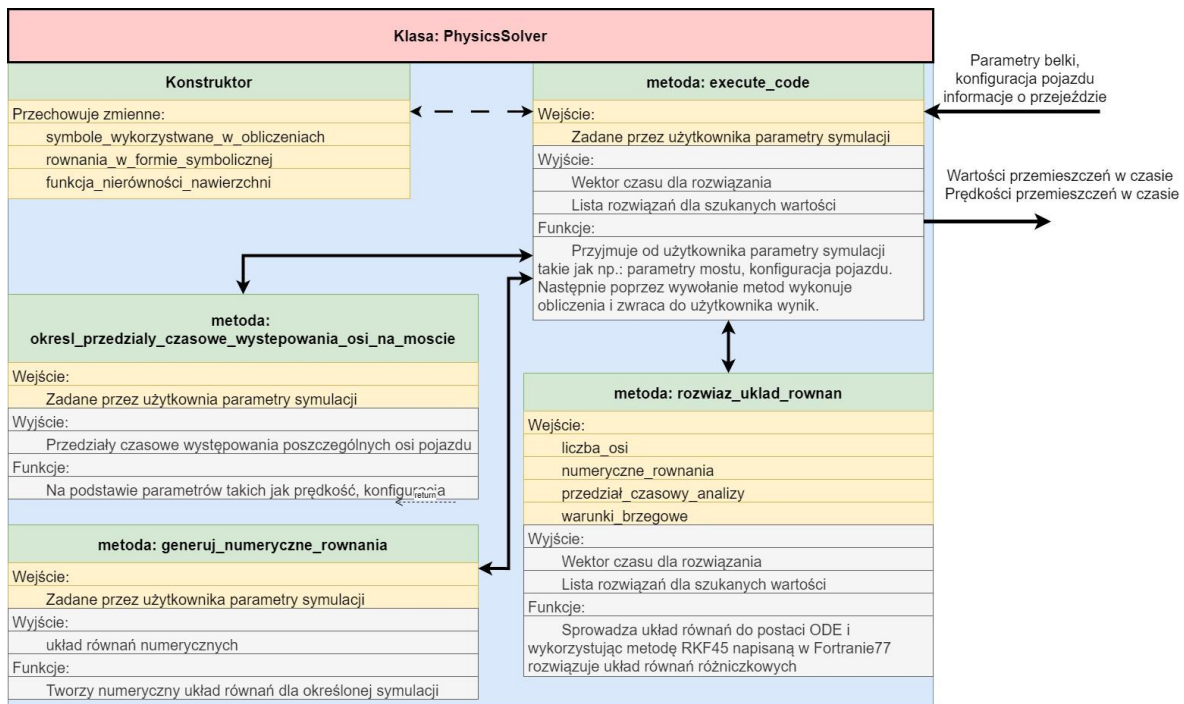 Klasa: PhysicsSolver
Konstruktor
Przechowuje zmienne:
symbole_wykorzystwane_w_obliczeniach
rownania_w_formie_symbolicznej
funkcja_nierówności_nawierzchni
metoda: execute_code
Wejście:
Zadane przez użytkownika parametry symulacji
Wyjście:
Wektor czasu dla rozwiązania
Lista rozwiązań dla szukanych wartości
Funkcje:
Przyjmuje od użytkownika parametry symulacji
takie jak np.: parametry mostu, konfiguracja pojazdu.
Następnie poprzez wywołanie metod wykonuje
obliczenia i zwraca do użytkownika wynik.
Parametry belki,
konfiguracja pojazdu
informacje o przejeździe
Wartości przemieszczeń w czasie
Prędkości przemieszczeń w czasie
metoda:
okresl_przedzialy_czasowe_wystepowania_osi_na_moscie
Wejście:
Zadane przez użytkownia parametry symulacji
Wyjście:
Przedziały czasowe występowania poszczególnych osi pojazdu
Funkcje:
Na podstawie parametrów takich jak prędkość, konfiguracja
return
metoda: generuj_numeryczne_rownania
Wejście:
Zadane przez użytkownika parametry symulacji
Wyjście:
układ równań numerycznych
Funkcje:
Tworzy numeryczny układ równań dla określonej symulacji
metoda: rozwiaz_uklad_rownan
Wejście:
liczba_osi
numeryczne_rownania
przedział_czasowy_analizy
warunki_brzegowe
Wyjście:
Wektor czasu dla rozwiązania
Lista rozwiązań dla szukanych wartości
Funkcje:
Sprowadza układ równań do postaci ODE i
wykorzystując metodę RKF45 napisaną w Fortranie77
rozwiązuje układ równań różniczkowych